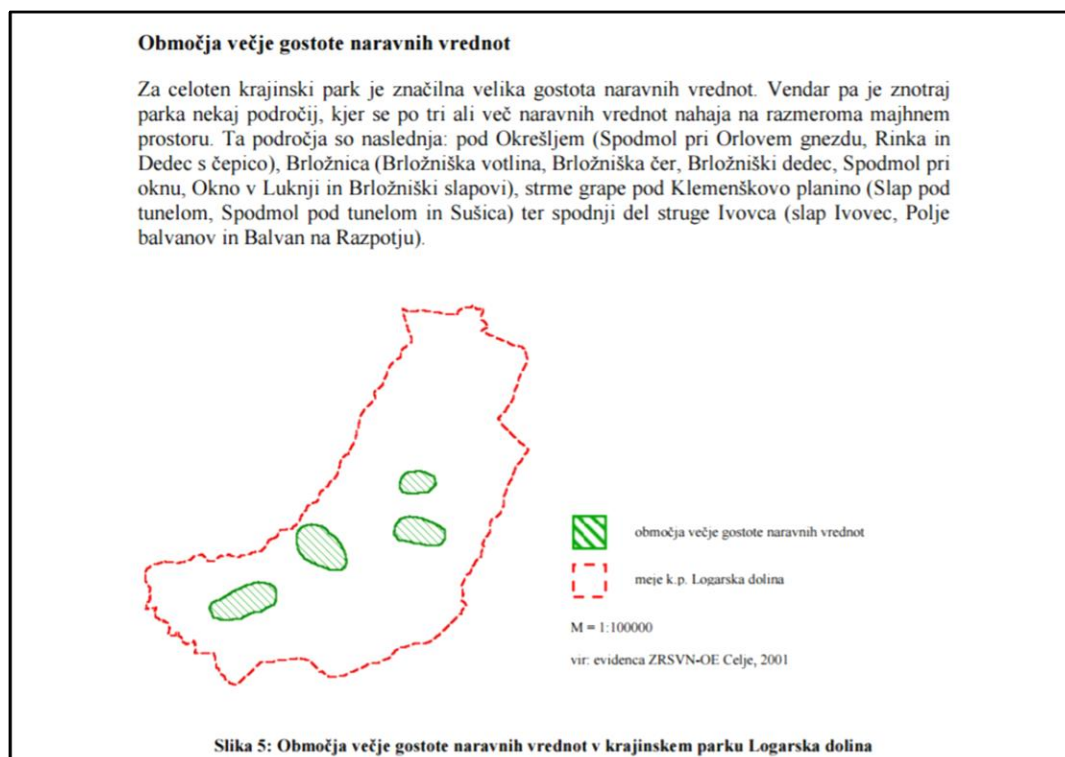 Območja večje gostote naravnih vrednot
Za celoten krajinski park je značilna velika gostota naravnih vrednot. Vendar pa je znotraj
parka nekaj področij, kjer se po tri ali več naravnih vrednot nahaja na razmeroma majhnem
prostoru. Ta področja so naslednja: pod Okrešljem (Spodmol pri Orlovem gnezdu, Rinka in
Dedec s čepico), Brložnica (Brložniška votlina, Brložniška čer, Brložniški dedec, Spodmol pri
oknu, Okno v Luknji in Brložniški slapovi), strme grape pod Klemenškovo planino (Slap pod
tunelom, Spodmol pod tunelom in Sušica) ter spodnji del struge Ivovca (slap Ivovec, Polje
balvanov in Balvan na Razpotju).
območja večje gostote naravnih vrednot
meje k.p. Logarska dolina
M = 1:100000
vir: evidenca ZRSVN-OE Celje, 2001
Slika 5: Območja večje gostote naravnih vrednot v krajinskem parku Logarska dolina